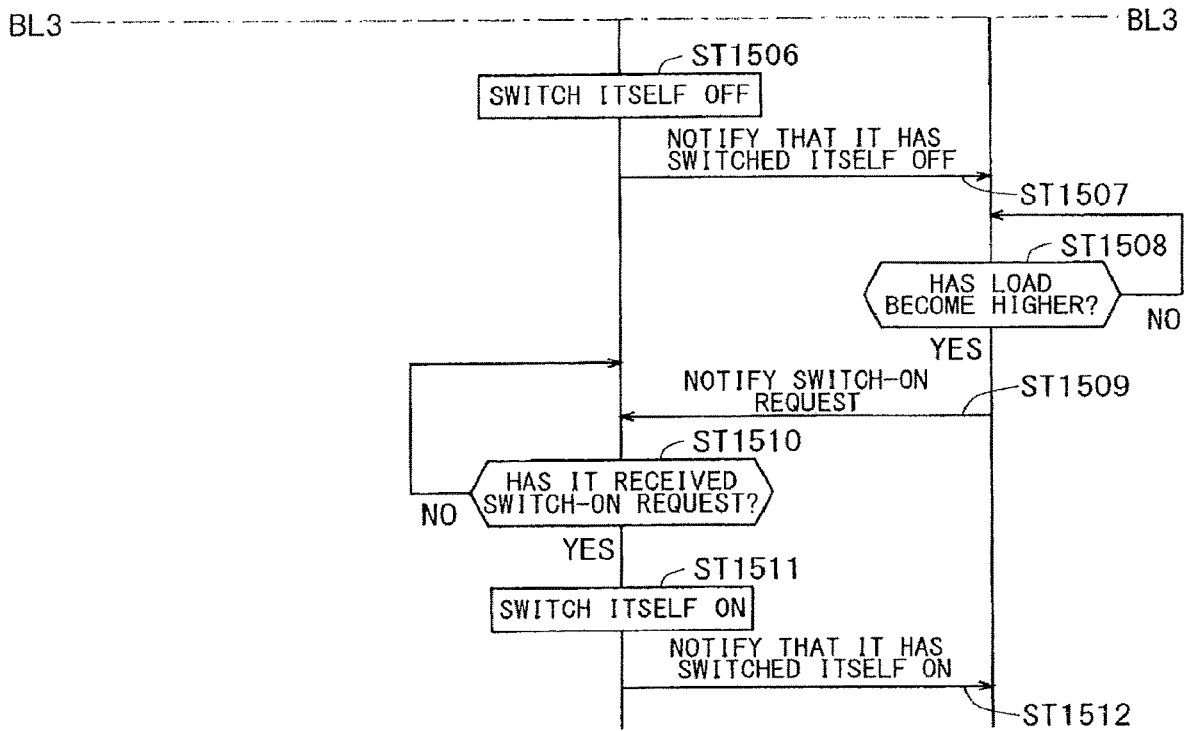 BL3
BL3
ST1506
SWITCH ITSELF OFF
NOTIFY THAT IT HAS
SWITCHED ITSELF OFF
ST1507
ST1508
HAS LOAD
BECOME HIGHER?
NO
YES
NOTIFY SWITCH-ON
REQUEST
ST1509
ST1510
HAS IT RECEIVED
SWITCH-ON REQUEST?
NO
YES
ST1511
SWITCH ITSELF ON
NOTIFY THAT IT HAS
SWITCHED ITSELF ON
ST1512